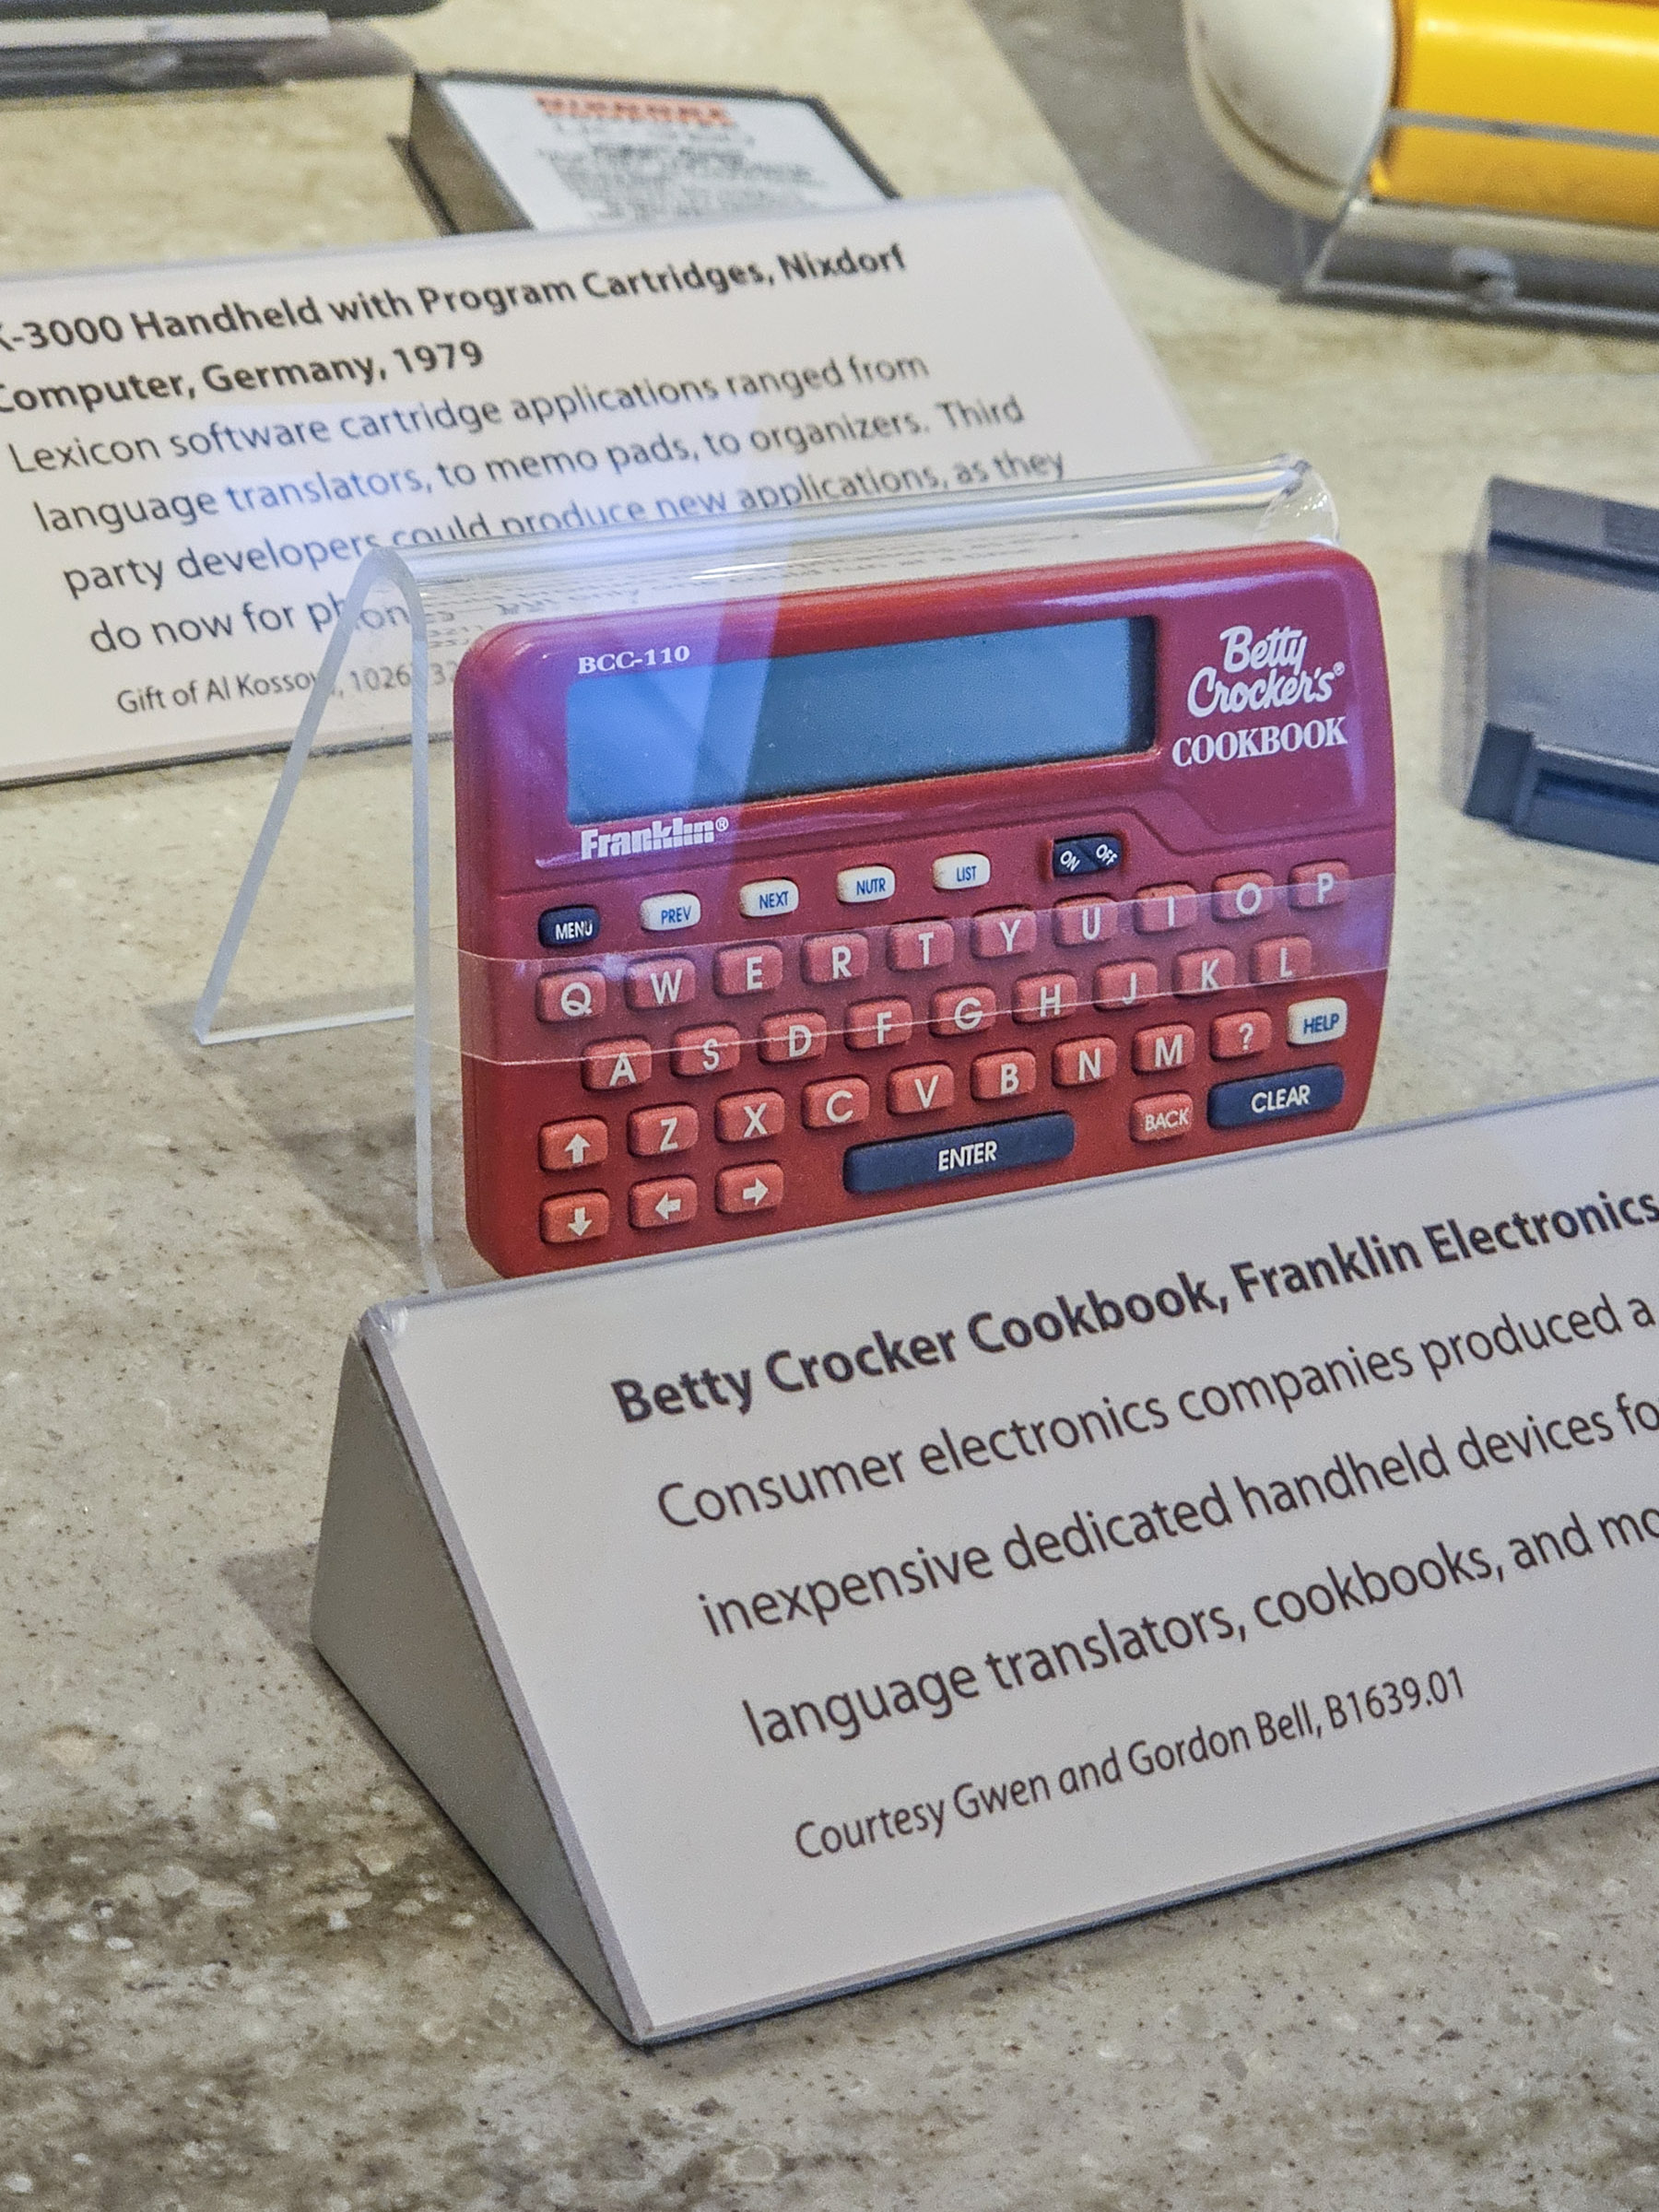 K-3000 Handheld with Program Cartridges, Nixdorf
Computer, Germany, 1979
Lexicon software cartridge applications ranged from
language translators, to memo pads, to organizers. Third
party developers could produce new applications, as they
do now for phones
Gift of Al Kossow, 1026
BCC-110
Betty
Crocker's®
COOKBOOK
Franklin®
MENU PREV NEXT NUTR LIST ON OFF
Q W E R T Y U I O P
A S D F G H J K L
↑ Z X C V B N M ? HELP
↓ ← → ENTER BACK CLEAR
Betty Crocker Cookbook, Franklin Electronics
Consumer electronics companies produced a
inexpensive dedicated handheld devices
language translators, cookbooks, and
Courtesy Gwen and Gordon Bell, B1639.01